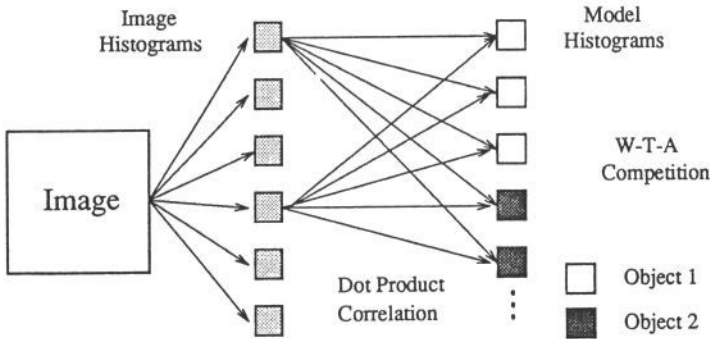 Image
Histograms
Model
Histograms
W-T-A
Competition
Image
Dot Product
Correlation
Object 1
Object 2